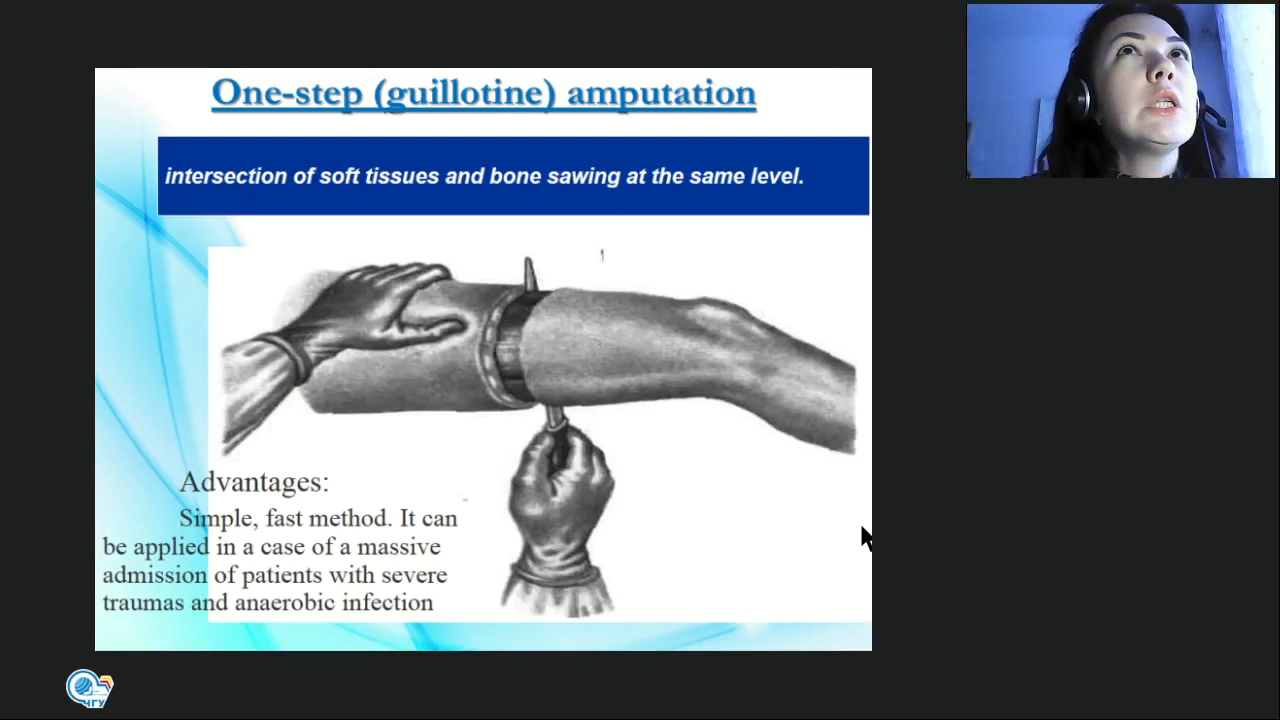 One-step (guillotine) amputation
intersection of soft tissues and bone sawing at the same level.
Advantages:
Simple, fast method. It can
be applied in a case of a massive
admission of patients with severe
traumas and anaerobic infection
ЧГУ